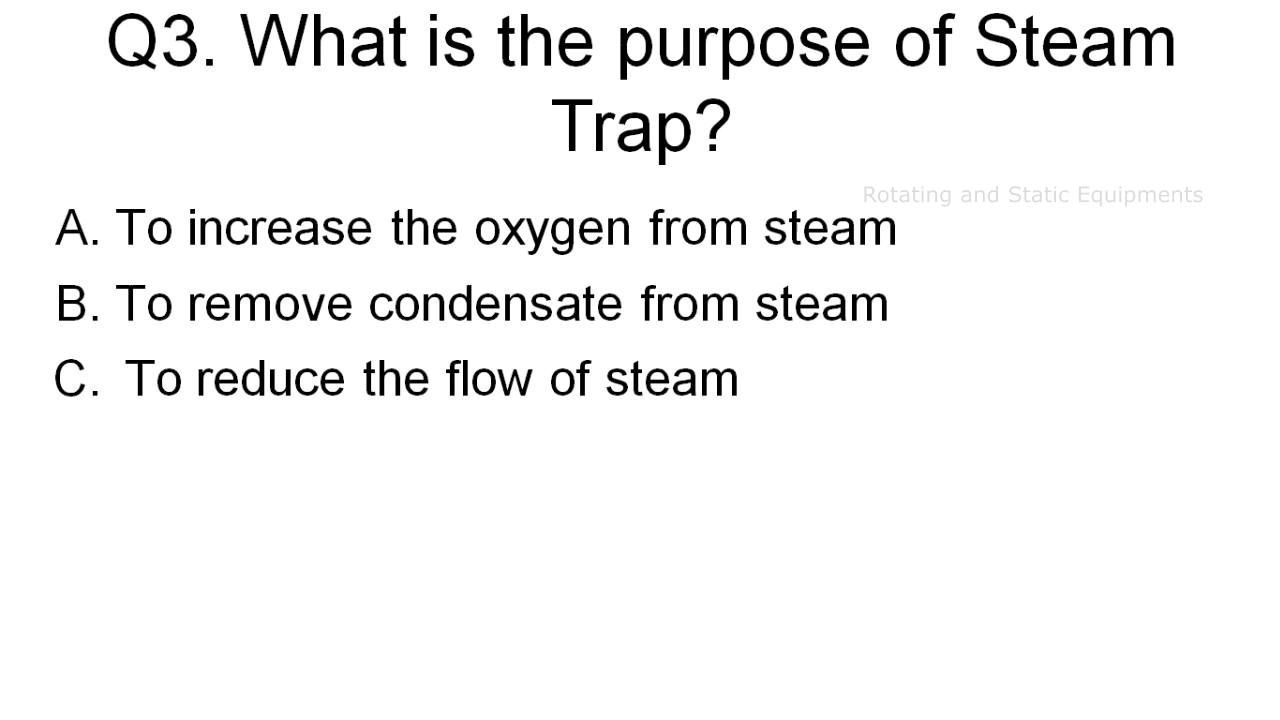 Q3. What is the purpose of Steam
Trap?
Rotating and Static Equipments
A. To increase the oxygen from steam
B. To remove condensate from steam
C. To reduce the flow of steam